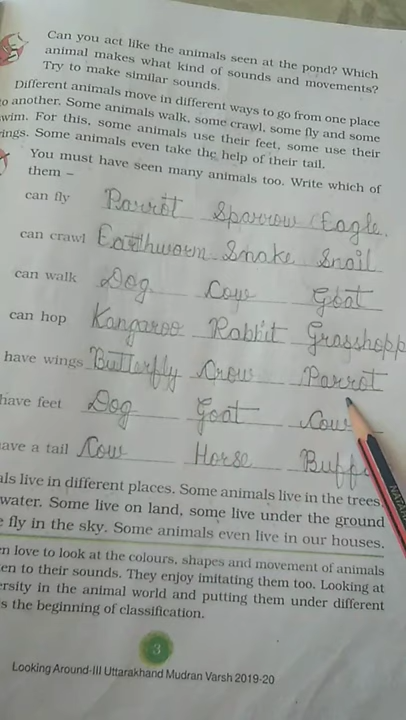 Can you act like the animals seen at the pond? Which
animal makes what kind of sounds and movements?
Try to make similar sounds.
Different animals move in different ways to go from one place
to another. Some animals walk, some crawl, some fly and some
swim. For this, some animals use their feet, some use their
wings. Some animals even take the help of their tail.
You must have seen many animals too. Write which of
them –
can fly Parrot Sparrow Eagle.
can crawl Earthworm Snake Snail
can walk Dog Cow Goat
can hop Kangaroo Rabbit Grasshopp
have wings Butterfly Crow Parrot
have feet Dog Goat Cow
have a tail Cow Horse Buff
als live in different places. Some animals live in the trees,
water. Some live on land, some live under the ground
fly in the sky. Some animals even live in our houses.
en love to look at the colours, shapes and movement of animals
ten to their sounds. They enjoy imitating them too. Looking at
ersity in the animal world and putting them under different
s the beginning of classification.
3
Looking Around-III Uttarakhand Mudran Varsh 2019-20